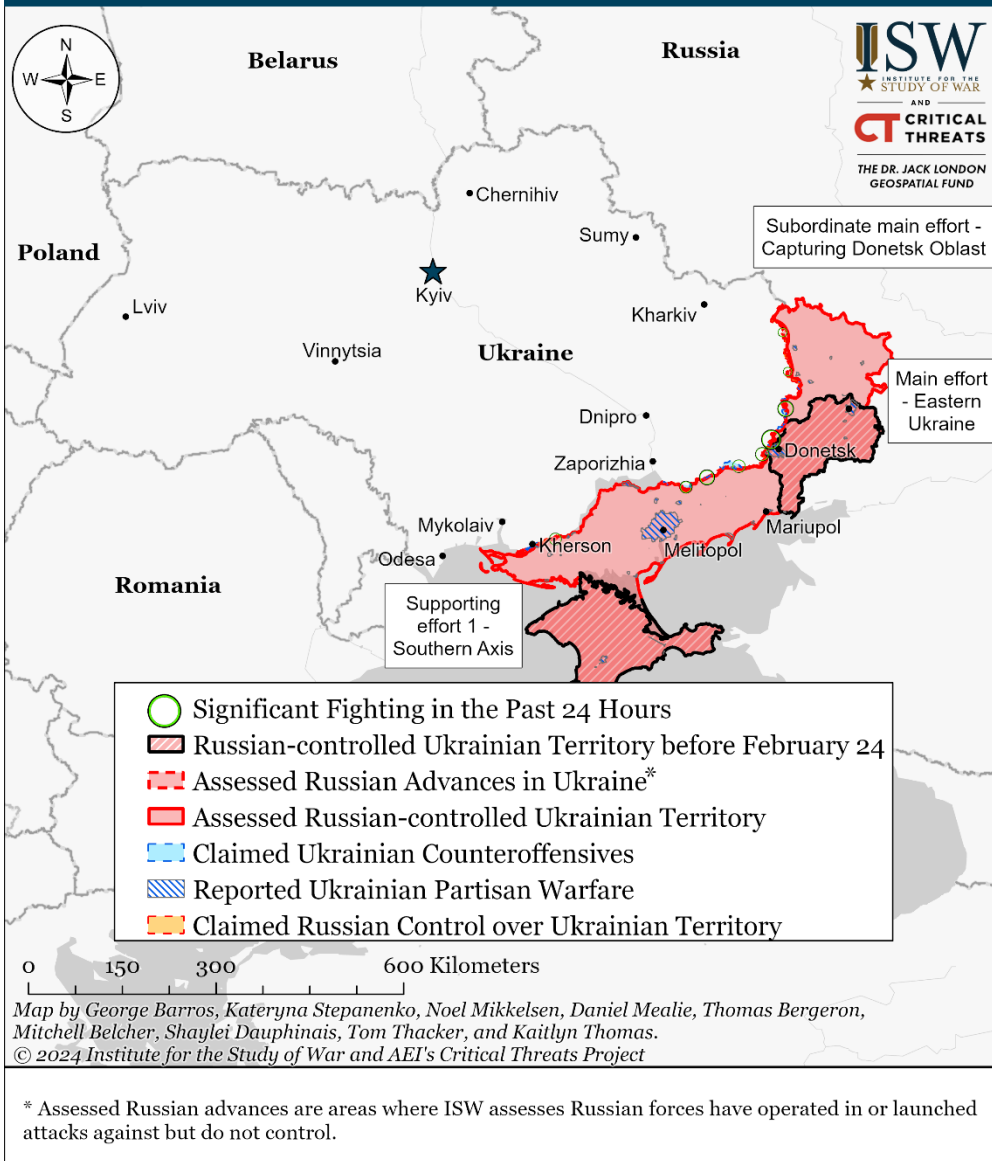 N
W
E
S
Belarus
Russia
ISW
INSTITUTE FOR THE
STUDY OF WAR
AND
CT CRITICAL
THREATS
THE DR. JACK LONDON
GEOSPATIAL FUND
Chernihiv
Sumy
Subordinate main effort -
Capturing Donetsk Oblast
Poland
Kyiv
Lviv
Kharkiv
Vinnytsia
Ukraine
Main effort
- Eastern
Ukraine
Dnipro
Donetsk
Zaporizhia
Mykolaiv
Mariupol
Kherson
Melitopol
Odesa
Romania
Supporting
effort 1 -
Southern Axis
Significant Fighting in the Past 24 Hours
Russian-controlled Ukrainian Territory before February 24
Assessed Russian Advances in Ukraine*
Assessed Russian-controlled Ukrainian Territory
Claimed Ukrainian Counteroffensives
Reported Ukrainian Partisan Warfare
Claimed Russian Control over Ukrainian Territory
0 150 300 600 Kilometers
Map by George Barros, Kateryna Stepanenko, Noel Mikkelsen, Daniel Mealie, Thomas Bergeron,
Mitchell Belcher, Shaylei Dauphinais, Tom Thacker, and Kaitlyn Thomas.
© 2024 Institute for the Study of War and AEI's Critical Threats Project
* Assessed Russian advances are areas where ISW assesses Russian forces have operated in or launched
attacks against but do not control.